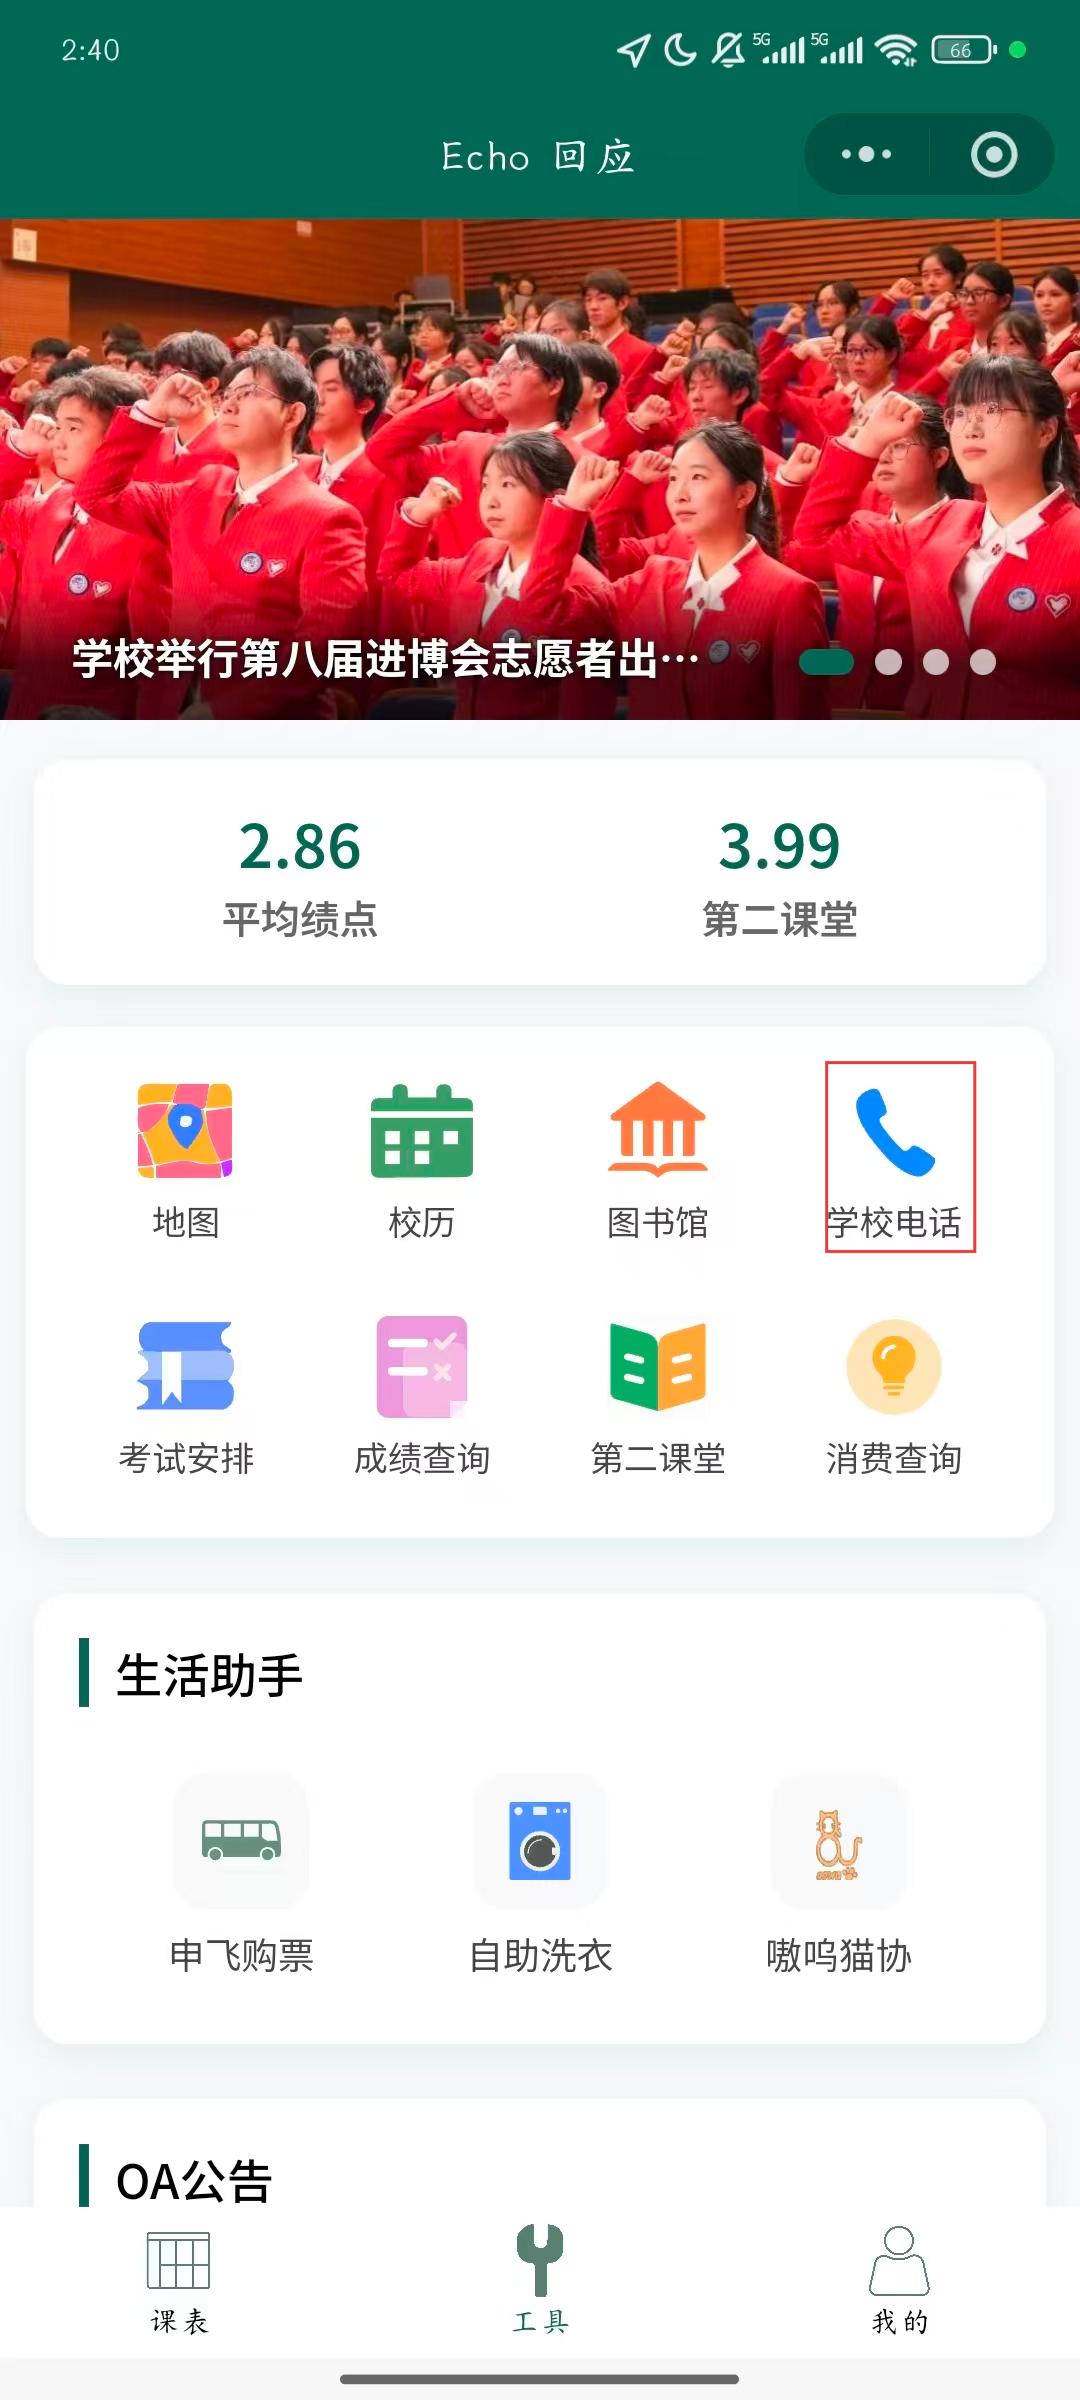 2:40
5G 5G 66
Echo 回应
学校举行第八届进博会志愿者出…
2.86 3.99
平均绩点 第二课堂
地图 校历 图书馆 学校电话
考试安排 成绩查询 第二课堂 消费查询
生活助手
申飞购票 自助洗衣 嗷呜猫协
OA公告
课表 工具 我的